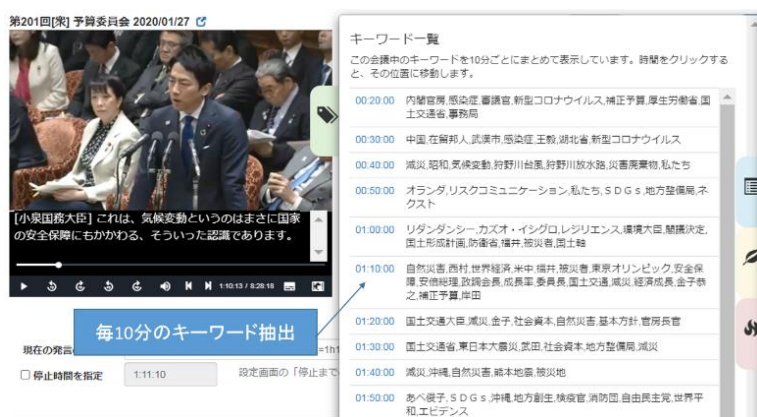 第201回[衆] 予算委員会 2020/01/27
[小泉国務大臣] これは、気候変動というのはまさに国家
の安全保障にもかかわる、そういった認識であります。
1:10:13 / 8:28:18
毎10分のキーワード抽出
現在の発言の
=1h1
停止時間を指定
1:11:10
設定画面の「停止まで
キーワード一覧
この会議中のキーワードを10分ごとにまとめて表示しています。時間をクリックする
と、その位置に移動します。
00:20:00 内閣官房,感染症,審議官,新型コロナウイルス,補正予算,厚生労働省,国
土交通省,事務局
00:30:00 中国,在留邦人,武漢市,感染症,王毅,湖北省,新型コロナウイルス
00:40:00 減災,昭和,気候変動,狩野川台風,狩野川放水路,災害廃棄物,私たち
00:50:00 オランダ,リスクコミュニケーション,私たち,ＳＤＧｓ,地方整備局,ネ
クスト
01:00:00 リダンダンシー,カズオ・イシグロ,レジリエンス,環境大臣,閣議決定,
国土形成計画,防衛省,福井,被災者,国土軸
01:10:00 自然災害,西村,世界経済,米中,福井,被災者,東京オリンピック,安全保
障,安倍総理,政調会長,成長率,委員長,国土交通,減災,経済成長,金子恭
之,補正予算,岸田
01:20:00 国土交通大臣,減災,金子,社会資本,自然災害,基本方針,官房長官
01:30:00 国土交通省,東日本大震災,武田,社会資本,地方整備局,減災
01:40:00 減災,沖縄,自然災害,熊本地震,被災地
01:50:00 あべ俊子,ＳＤＧｓ,沖縄,地方創生,検疫官,消防団,自由民主党,世界平
和,エビデンス